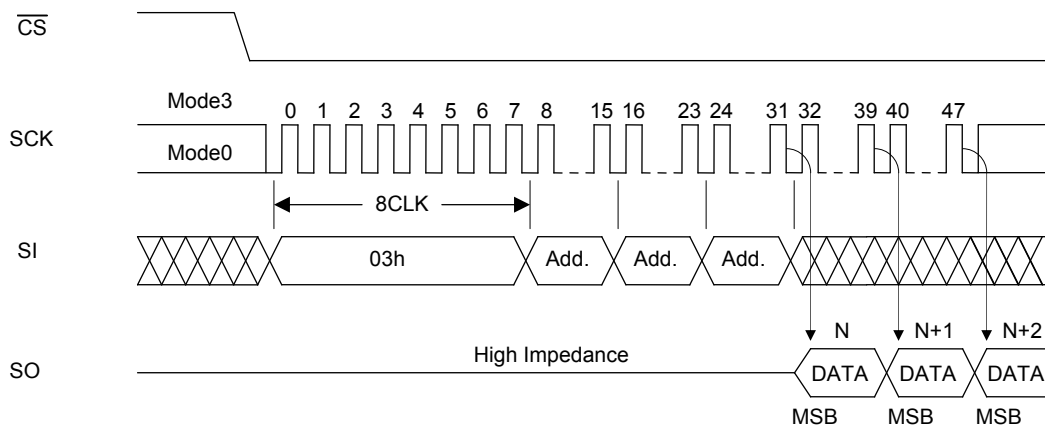 CS
Mode3
0 1 2 3 4 5 6 7 8 15 16 23 24 31 32 39 40 47
SCK
Mode0
8CLK
SI
03h Add. Add. Add.
N N+1 N+2
High Impedance
SO
DATA DATA DATA
MSB MSB MSB